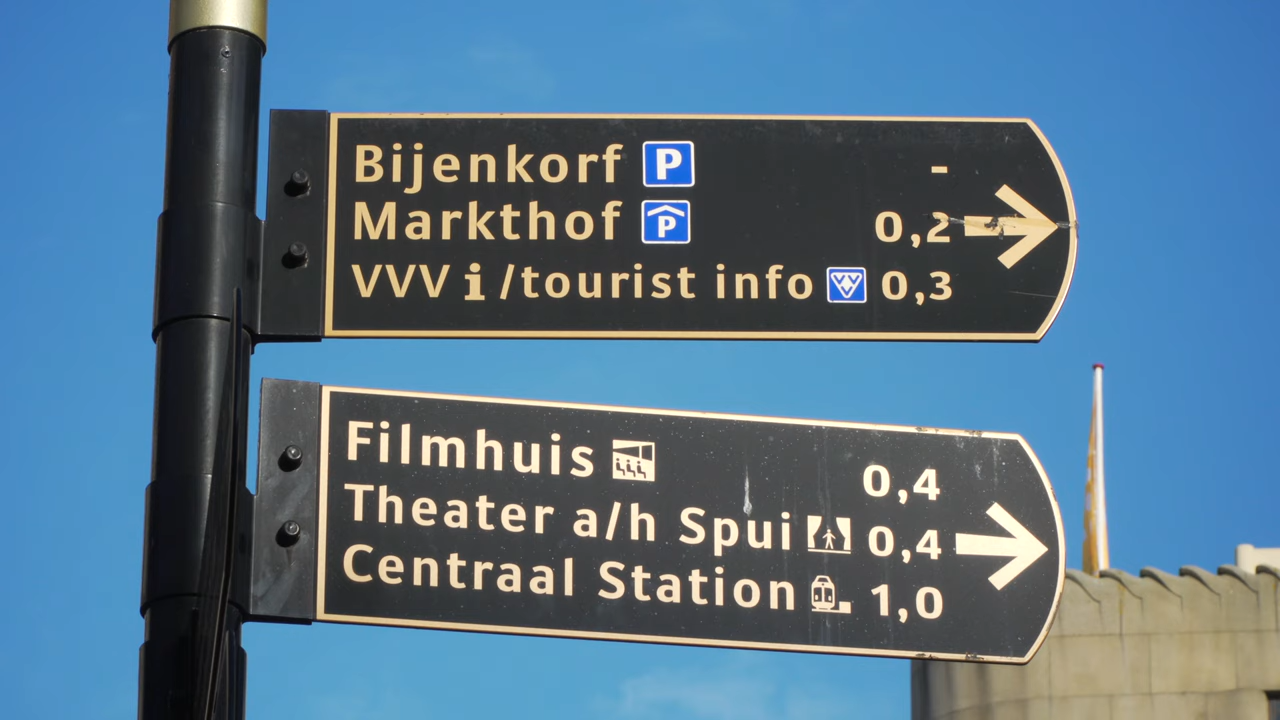 Bijenkorf P -
Markthof P 0,2
VVV i/tourist info VVV 0,3
Filmhuis 0,4
Theater a/h Spui 0,4
Centraal Station 1,0